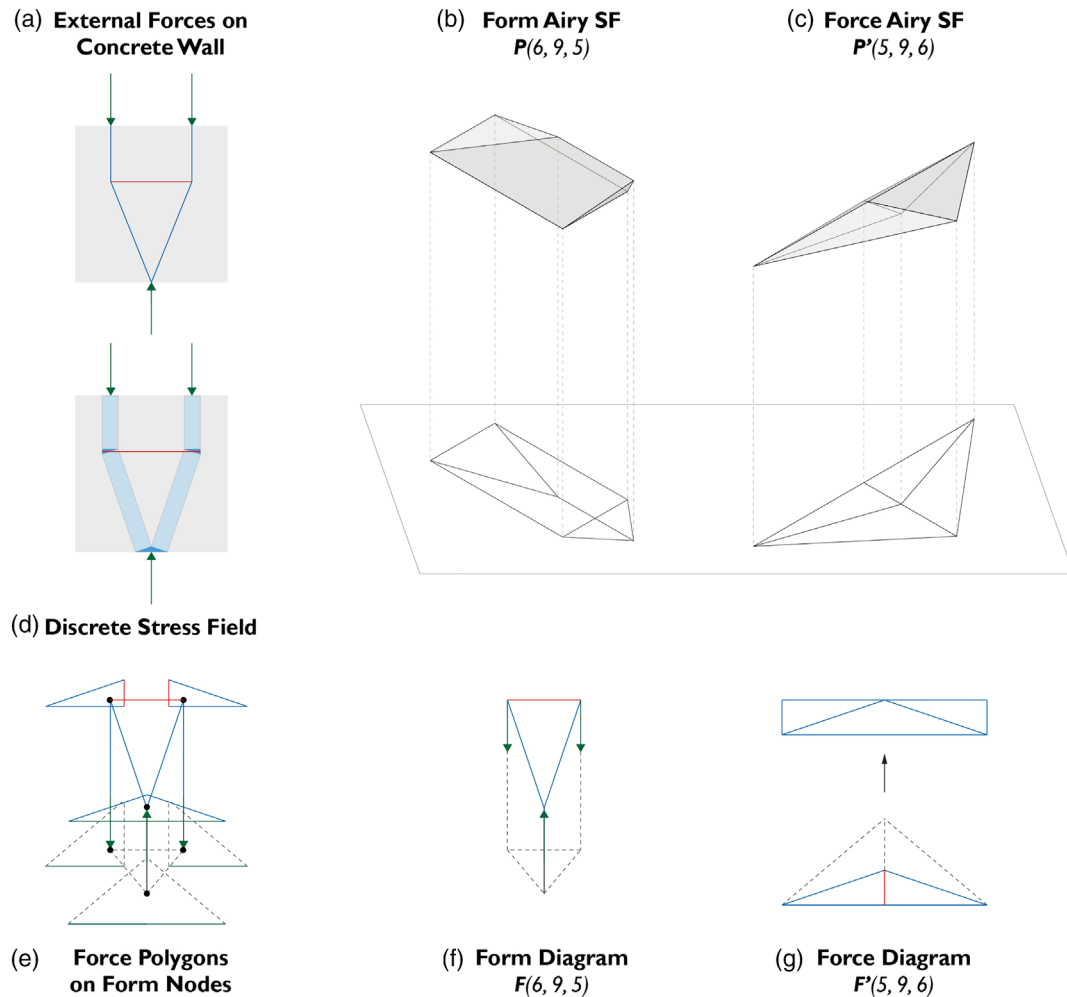 (a) External Forces on
Concrete Wall
(b) Form Airy SF
P(6, 9, 5)
(c) Force Airy SF
P’(5, 9, 6)
(d) Discrete Stress Field
(e) Force Polygons
on Form Nodes
(f) Form Diagram
F(6, 9, 5)
(g) Force Diagram
F’(5, 9, 6)